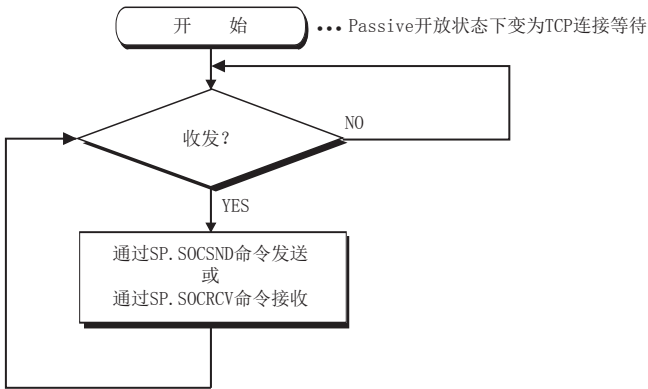 开 始
••• Passive开放状态下变为TCP连接等待
收发?
NO
YES
通过SP.SOCSND命令发送
或
通过SP.SOCRCV命令接收